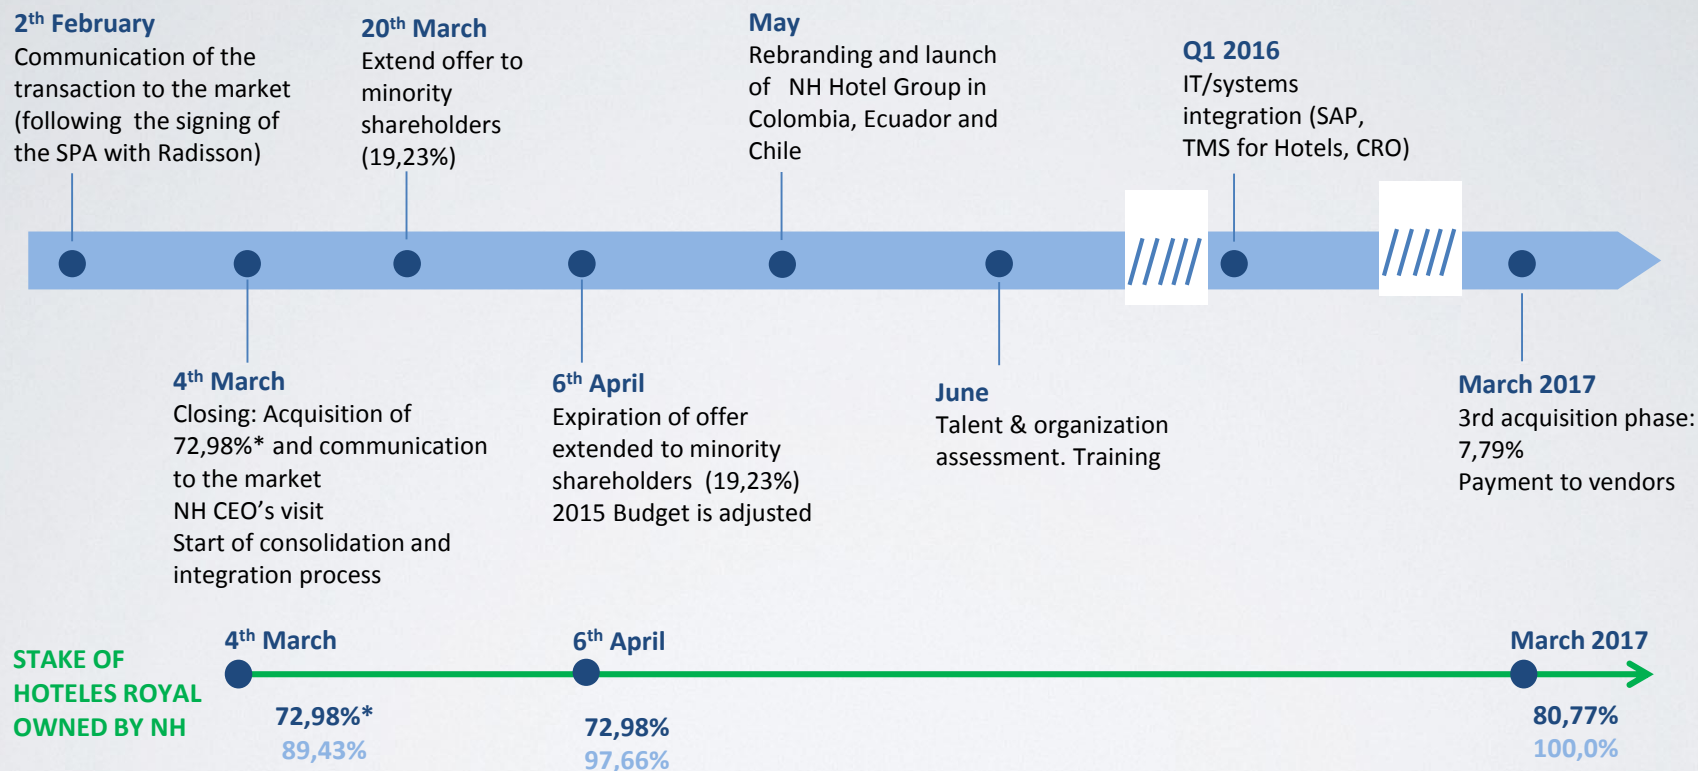 2th February
Communication of the
transaction to the market
(following the signing of
the SPA with Radisson)
20th March
Extend offer to
minority
shareholders
(19,23%)
May
Rebranding and launch
of NH Hotel Group in
Colombia, Ecuador and
Chile
Q1 2016
IT/systems
integration (SAP,
TMS for Hotels, CRO)
4th March
Closing: Acquisition of
72,98%* and communication
to the market
NH CEO’s visit
Start of consolidation and
integration process
6th April
Expiration of offer
extended to minority
shareholders (19,23%)
2015 Budget is adjusted
June
Talent & organization
assessment. Training
March 2017
3rd acquisition phase:
7,79%
Payment to vendors
STAKE OF
HOTELES ROYAL
OWNED BY NH
4th March
72,98%*
89,43%
6th April
72,98%
97,66%
March 2017
80,77%
100,0%